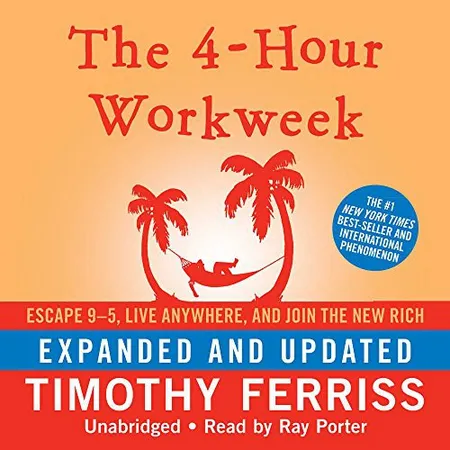 The 4-Hour
Workweek
THE #1
NEW YORK TIMES
BEST-SELLER AND
INTERNATIONAL
PHENOMENON
ESCAPE 9–5, LIVE ANYWHERE, AND JOIN THE NEW RICH
EXPANDED AND UPDATED
TIMOTHY FERRISS
Unabridged • Read by Ray Porter